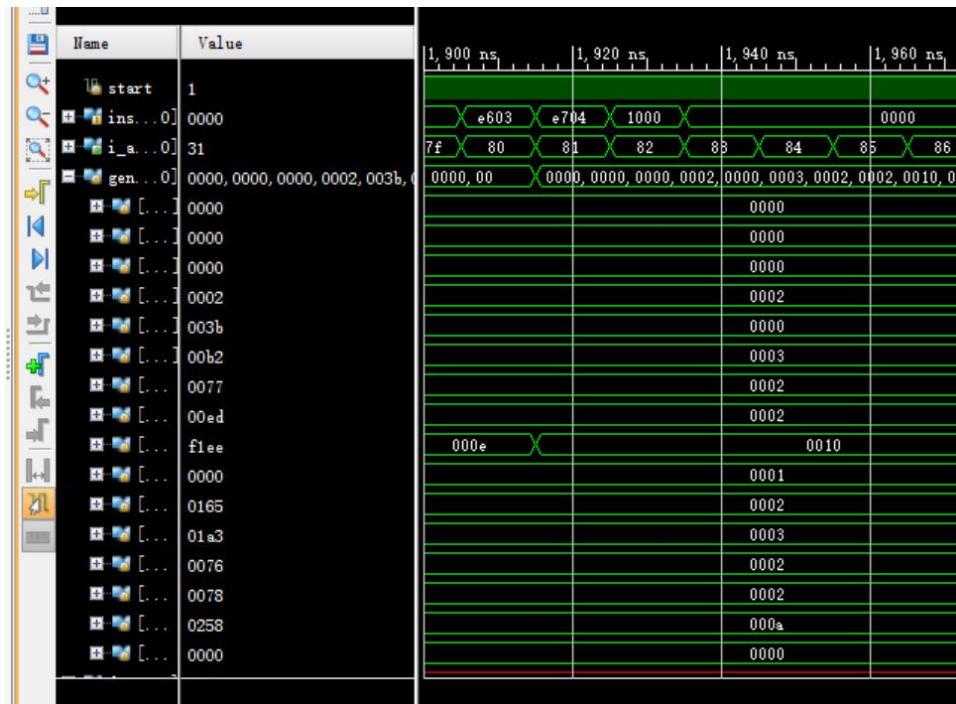 Name Value
1,900 ns 1,920 ns 1,940 ns 1,960 ns
start 1
ins...0] 0000 e603 e704 1000 0000
i_a...0] 31 7f 80 81 82 83 84 85 86
gen...0] 0000, 0000, 0000, 0002, 003b, 0000, 00 0000, 0000, 0000, 0002, 0000, 0003, 0002, 0002, 0010, 0
[...] 0000 0000
[...] 0000 0000
[...] 0000 0000
[...] 0002 0002
[...] 003b 0000
[...] 00b2 0003
[... 0077 0002
[... 00ed 0002
[... f1ee 000e 0010
[... 0000 0001
[... 0165 0002
[... 01a3 0003
[... 0076 0002
[... 0078 0002
[... 0258 000a
[... 0000 0000